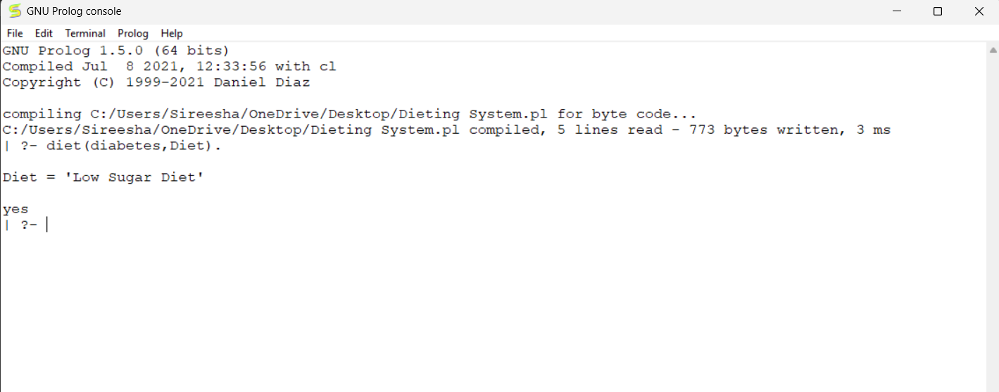 GNU Prolog console
File Edit Terminal Prolog Help
GNU Prolog 1.5.0 (64 bits)
Compiled Jul  8 2021, 12:33:56 with cl
Copyright (C) 1999-2021 Daniel Diaz
compiling C:/Users/Sireesha/OneDrive/Desktop/Dieting System.pl for byte code...
C:/Users/Sireesha/OneDrive/Desktop/Dieting System.pl compiled, 5 lines read - 773 bytes written, 3 ms
| ?- diet(diabetes,Diet).
Diet = 'Low Sugar Diet'
yes
| ?-